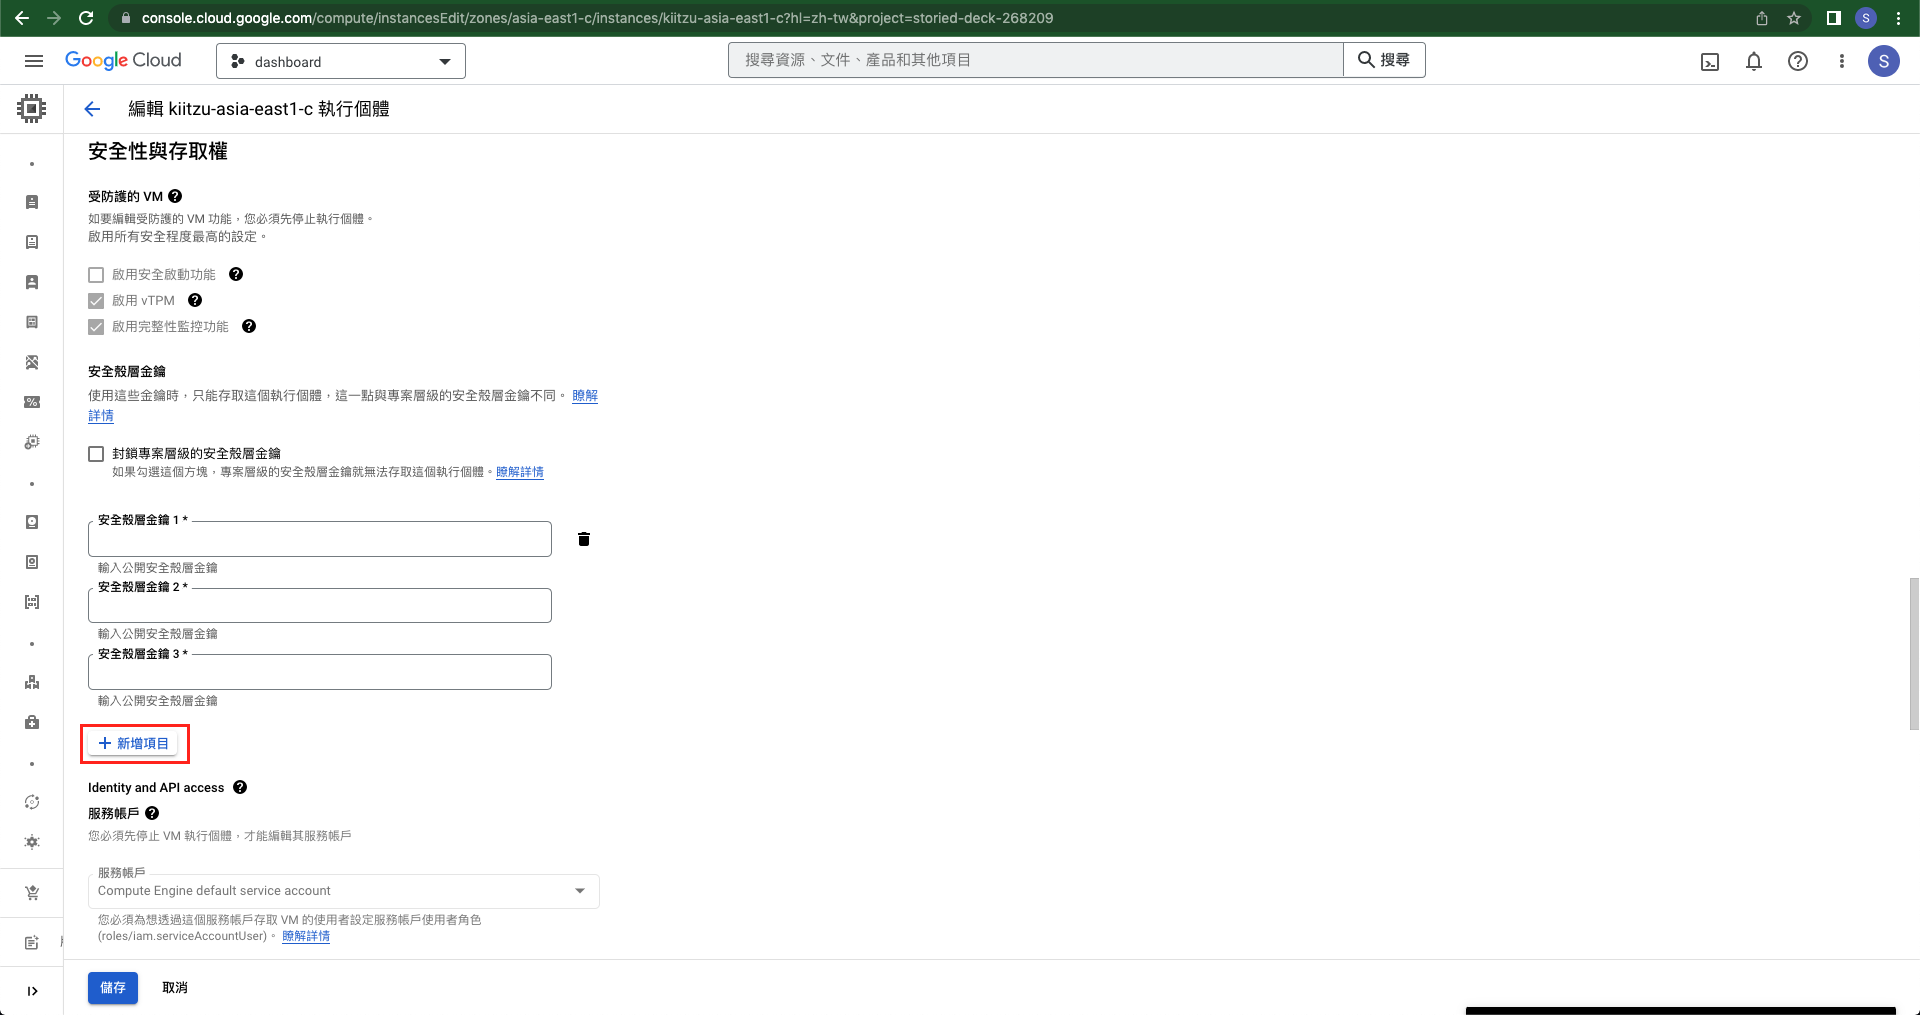 console.cloud.google.com/compute/instancesEdit/zones/asia-east1-c/instances/kiitzu-asia-east1-c?hl=zh-tw&project=storied-deck-268209
S
Google Cloud
dashboard
搜尋資源、文件、產品和其他項目
搜尋
S
編輯 kiitzu-asia-east1-c 執行個體
安全性與存取權
受防護的 VM
如要編輯受防護的 VM 功能，您必須先停止執行個體。
啟用所有安全程度最高的設定。
啟用安全啟動功能
啟用 vTPM
啟用完整性監控功能
安全殼層金鑰
使用這些金鑰時，只能存取這個執行個體，這一點與專案層級的安全殼層金鑰不同。 瞭解
詳情
封鎖專案層級的安全殼層金鑰
如果勾選這個方塊，專案層級的安全殼層金鑰就無法存取這個執行個體。瞭解詳情
安全殼層金鑰 1 *
輸入公開安全殼層金鑰
安全殼層金鑰 2 *
輸入公開安全殼層金鑰
安全殼層金鑰 3 *
輸入公開安全殼層金鑰
+ 新增項目
Identity and API access
服務帳戶
您必須先停止 VM 執行個體，才能編輯其服務帳戶
服務帳戶
Compute Engine default service account
您必須為想透過這個服務帳戶存取 VM 的使用者設定服務帳戶使用者角色
(roles/iam.serviceAccountUser)。 瞭解詳情
儲存
取消